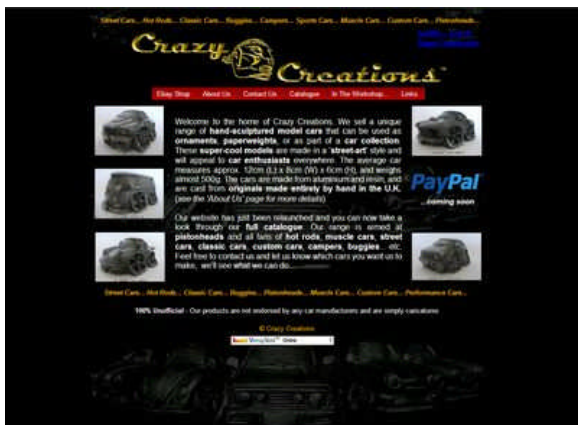 Street Cars... Hot Rods... Classic Cars... Buggies... Campers... Sports Cars... Muscle Cars... Custom Cars... Pistonheads...
Crazy
Creations
EBay Shop About Us Contact Us Catalogue In The Workshop... Links
Welcome to the home of Crazy Creations. We sell a unique
range of hand-sculptured model cars that can be used as
ornaments, paperweights, or as part of a car collection.
These super-cool models are made in a 'street-art' style and
will appeal to car enthusiasts everywhere. The average car
measures approx. 12cm (L) x 8cm (W) x 6cm (H), and weighs
almost 500g. The cars are made from aluminium and resin, and
are cast from originals made entirely by hand in the U.K.
(see the 'About Us' page for more details).
PayPal
...coming soon
Our website has just been relaunched and you can now take
a look through our full catalogue. Our range is aimed at
pistonheads and all fans of hot rods, muscle cars, street
cars, classic cars, custom cars, campers, buggies... etc.
Feel free to contact us and let us know which cars you want us to
make, we'll see what we can do...
Street Cars... Hot Rods... Classic Cars... Buggies... Pistonheads... Muscle Cars... Custom Cars... Performance Cars...
100% Unofficial - Our products are not endorsed by any car manufacturers and are simply caricatures
© Crazy Creations
Online